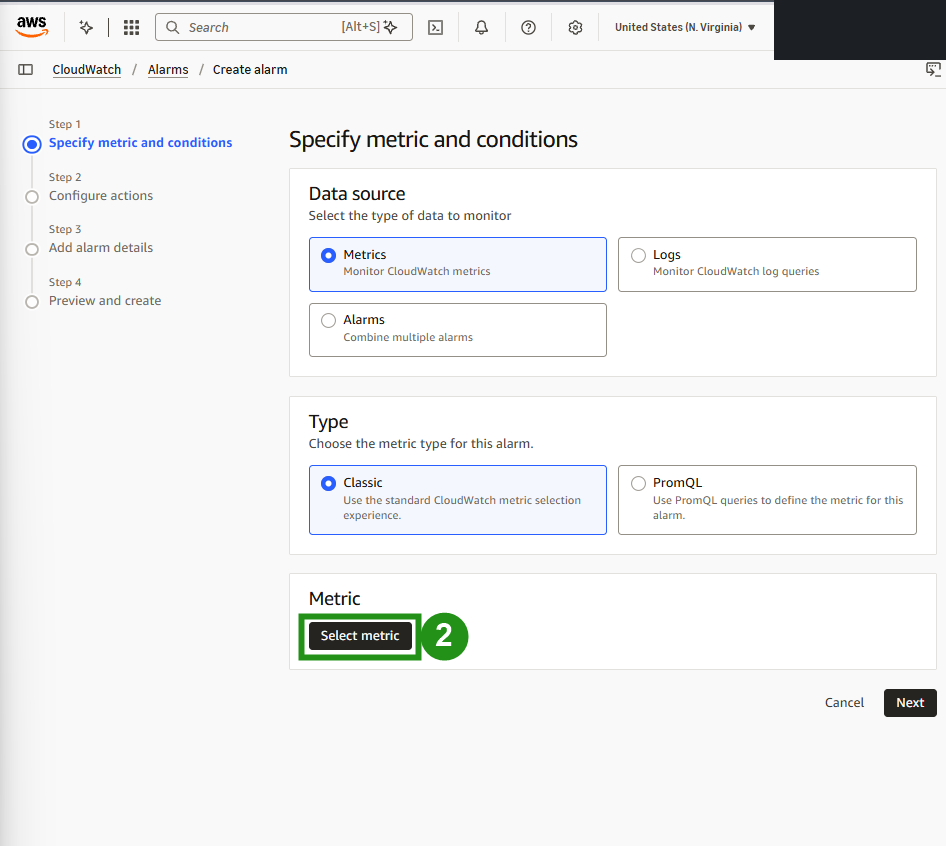 aws
Search [Alt+S]
United States (N. Virginia)
CloudWatch / Alarms / Create alarm
Step 1
Specify metric and conditions
Step 2
Configure actions
Step 3
Add alarm details
Step 4
Preview and create
Specify metric and conditions
Data source
Select the type of data to monitor
Metrics
Monitor CloudWatch metrics
Logs
Monitor CloudWatch log queries
Alarms
Combine multiple alarms
Type
Choose the metric type for this alarm.
Classic
Use the standard CloudWatch metric selection
experience.
PromQL
Use PromQL queries to define the metric for this
alarm.
Metric
Select metric 2
Cancel Next